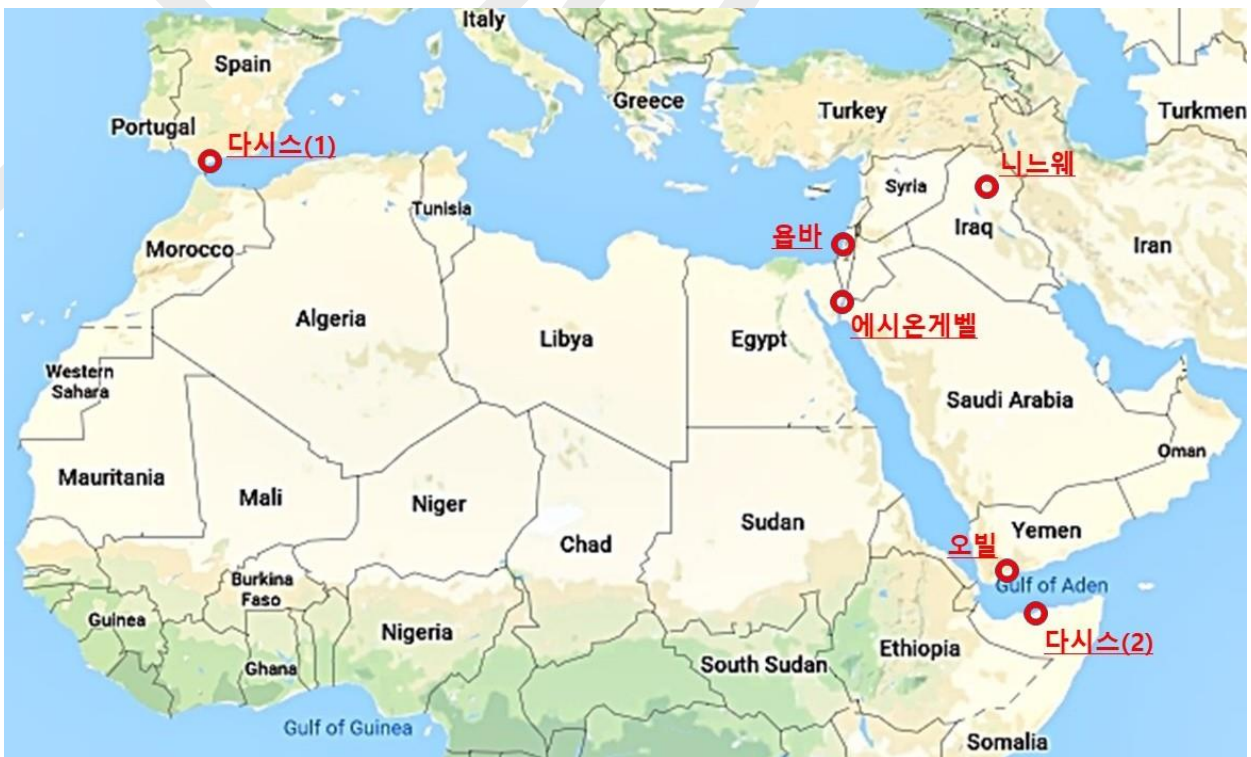 Italy
Spain
Greece
Turkey
Turkmen
Portugal
다시스(1)
니느웨
Syria
Tunisia
Iraq
욥바
Iran
Morocco
에시온게벨
Algeria
Libya
Egypt
Western
Sahara
Saudi Arabia
Oman
Mauritania
Mali
Niger
Sudan
Yemen
Chad
오빌
Burkina
Faso
Gulf of Aden
Guinea
Nigeria
다시스(2)
Ghana
South Sudan
Ethiopia
Gulf of Guinea
Somalia